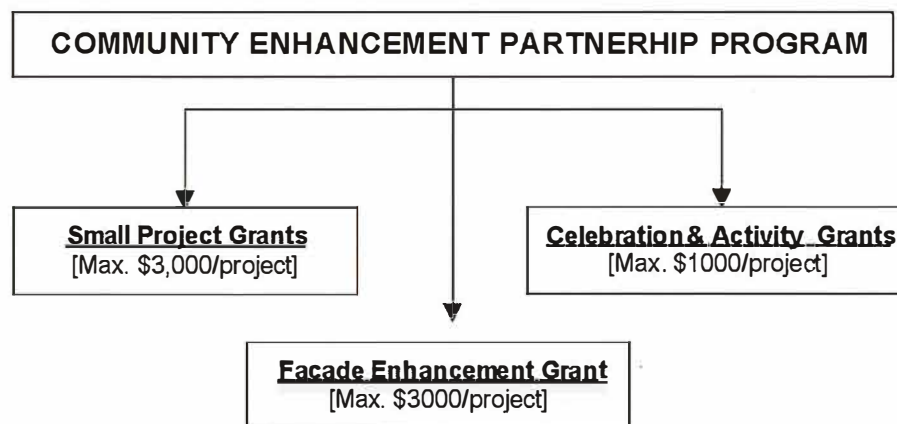 COMMUNITY ENHANCEMENT PARTNERHIP PROGRAM
Small Project Grants
[Max. $3,000/project]
Celebration & Activity Grants
[Max. $1000/project]
Facade Enhancement Grant
[Max. $3000/project]